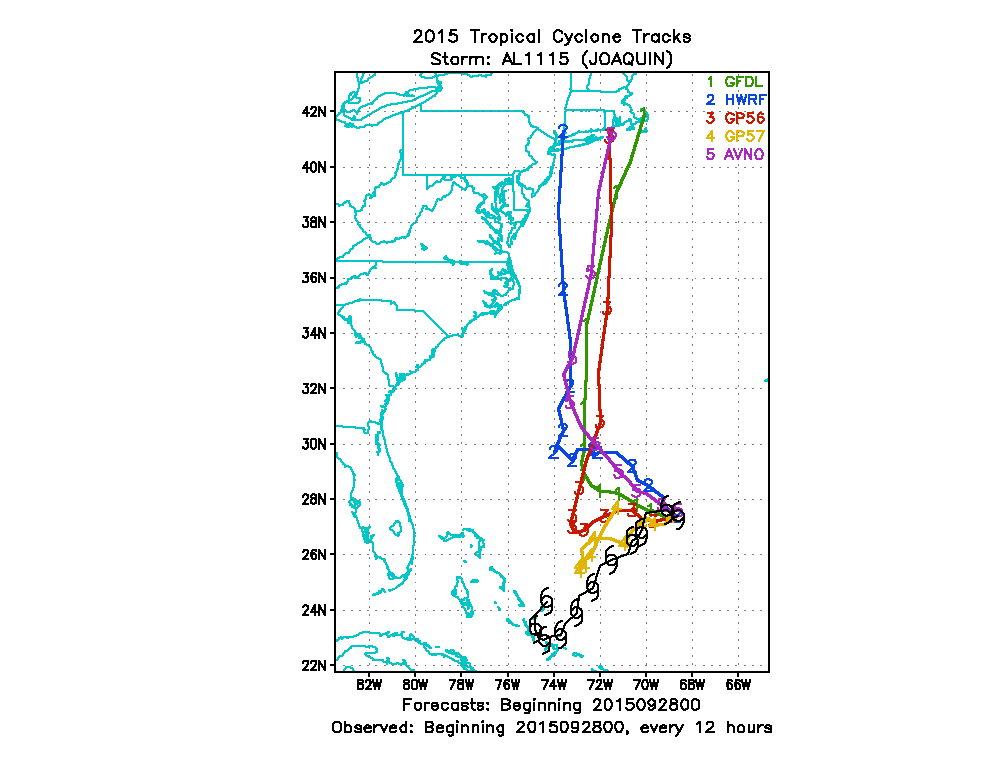 2015 Tropical Cyclone Tracks
Storm: AL1115 (JOAQUIN)
1 GFDL
2 HWRF
3 GP56
4 GP57
5 AVNO
42N
40N
38N
36N
34N
32N
30N
28N
26N
24N
22N
82W 80W 78W 76W 74W 72W 70W 68W 66W
Forecasts: Beginning 2015092800
Observed: Beginning 2015092800, every 12 hours